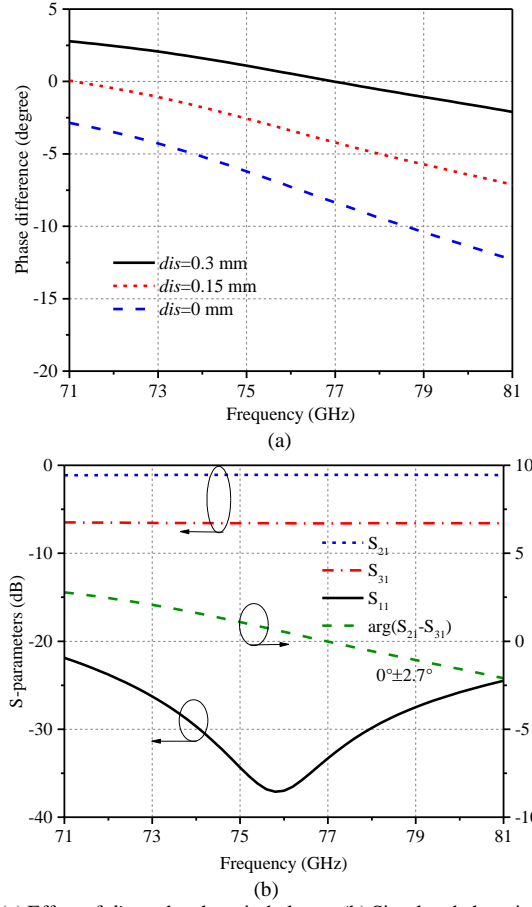 5
0
-5
-10
-15
-20
Phase difference (degree)
dis=0.3 mm
dis=0.15 mm
dis=0 mm
71 73 75 77 79 81
Frequency (GHz)
(a)
0
-10
-20
-30
-40
S-parameters (dB)
10
5
0
-5
-10
S21
S31
S11
arg(S21-S31)
0°±2.7°
71 73 75 77 79 81
Frequency (GHz)
(b)